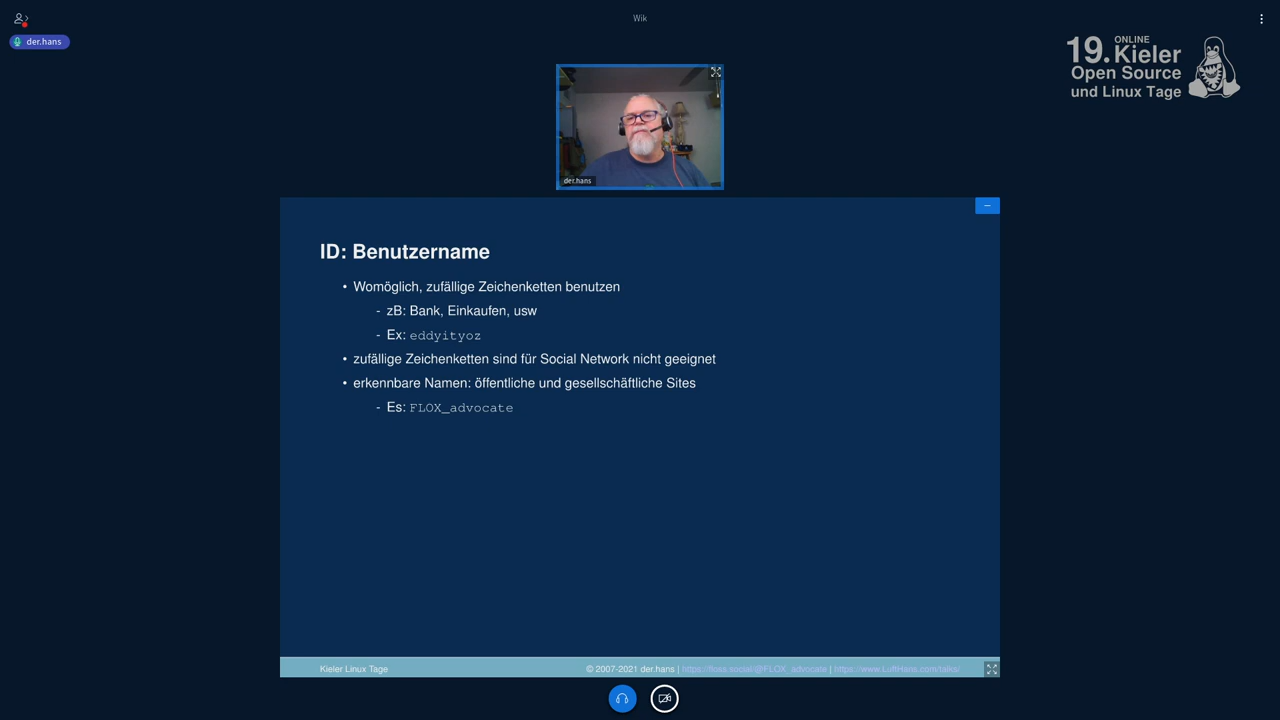 Wik
der.hans
19. ONLINE Kieler
Open Source
und Linux Tage
der.hans
ID: Benutzername
• Womöglich, zufällige Zeichenketten benutzen
- zB: Bank, Einkaufen, usw
- Ex: eddyityoz
• zufällige Zeichenketten sind für Social Network nicht geeignet
• erkennbare Namen: öffentliche und gesellschäftliche Sites
- Es: FLOX_advocate
Kieler Linux Tage
© 2007-2021 der.hans | https://floss.social/@FLOX_advocate | https://www.LuftHans.com/talks/